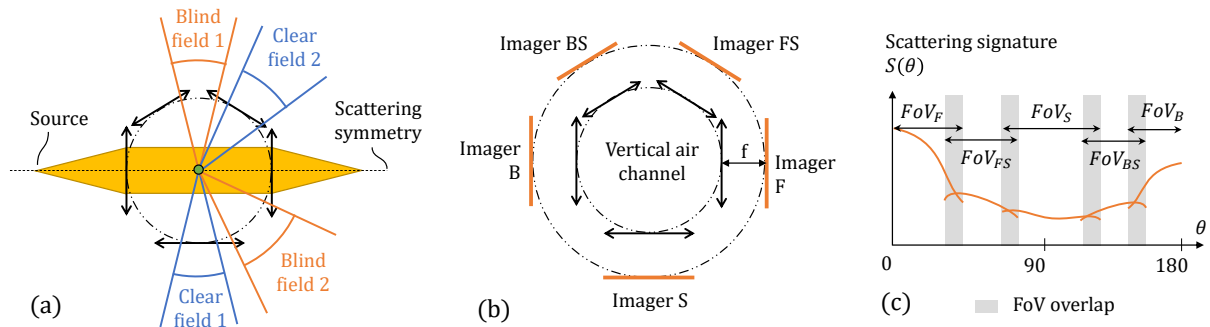 Blind
field 1
Clear
field 2
Source
Scattering
symmetry
Blind
field 2
Clear
field 1
(a)
Imager BS
Imager FS
Imager
B
Vertical air
channel
f
Imager
F
Imager S
(b)
Scattering signature
S(θ)
FoV_F
FoV_S
FoV_B
FoV_FS
FoV_BS
θ
0
90
180
(c)
FoV overlap